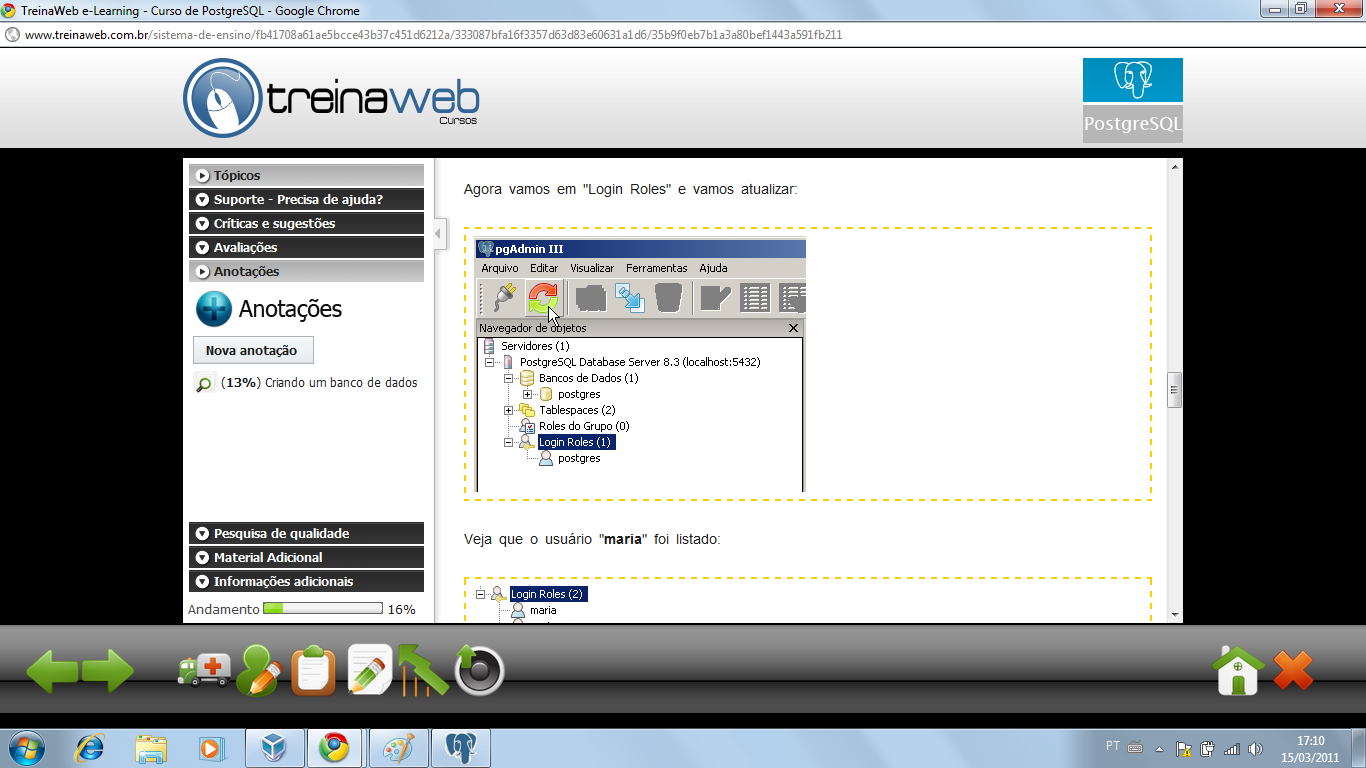 TreinaWeb e-Learning - Curso de PostgreSQL - Google Chrome
www.treinaweb.com.br/sistema-de-ensino/fb41708a61ae5bcce43b37c451d6212a/333087bfa16f3357d63d83e60631a1d6/35b9f0eb7b1a3a80bef1443a591fb211
treinaweb
Cursos
PostgreSQL
Tópicos
Suporte - Precisa de ajuda?
Críticas e sugestões
Avaliações
Anotações
Anotações
Nova anotação
(13%) Criando um banco de dados
Pesquisa de qualidade
Material Adicional
Informações adicionais
Andamento 16%
Agora vamos em "Login Roles" e vamos atualizar:
pgAdmin III
Arquivo Editar Visualizar Ferramentas Ajuda
Navegador de objetos
Servidores (1)
PostgreSQL Database Server 8.3 (localhost:5432)
Bancos de Dados (1)
postgres
Tablespaces (2)
Roles do Grupo (0)
Login Roles (1)
postgres
Veja que o usuário "maria" foi listado:
Login Roles (2)
maria
PT
17:10
15/03/2011